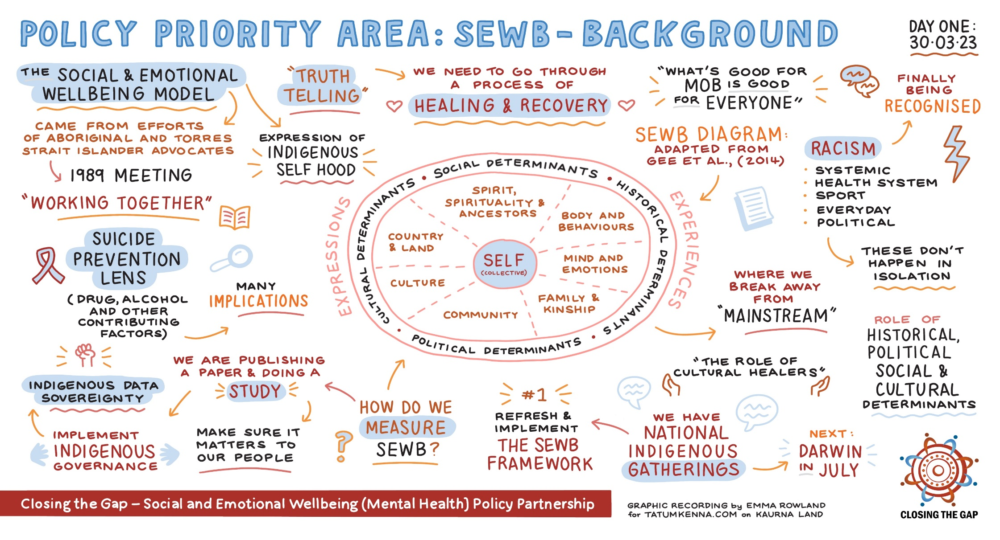 POLICY PRIORITY AREA: SEWB - BACKGROUND
DAY ONE:
30·03·23
THE SOCIAL & EMOTIONAL
WELLBEING MODEL
CAME FROM EFFORTS
OF ABORIGINAL AND TORRES
STRAIT ISLANDER ADVOCATES
1989 MEETING
"WORKING TOGETHER"
EXPRESSION OF
INDIGENOUS
SELF HOOD
"TRUTH
TELLING"
WE NEED TO GO THROUGH
A PROCESS OF
HEALING & RECOVERY
"WHAT'S GOOD FOR
MOB IS GOOD
FOR EVERYONE"
FINALLY
BEING
RECOGNISED
RACISM
• SYSTEMIC
• HEALTH SYSTEM
• SPORT
• EVERYDAY
• POLITICAL
THESE DON'T
HAPPEN IN
ISOLATION
SEWB DIAGRAM:
ADAPTED FROM
GEE ET AL., (2014)
EXPRESSIONS
EXPERIENCES
CULTURAL DETERMINANTS • SOCIAL DETERMINANTS • HISTORICAL DETERMINANTS • POLITICAL DETERMINANTS •
SPIRIT,
SPIRITUALITY &
ANCESTORS
BODY AND
BEHAVIOURS
MIND AND
EMOTIONS
FAMILY &
KINSHIP
COMMUNITY
CULTURE
COUNTRY
& LAND
SELF
(COLLECTIVE)
SUICIDE
PREVENTION
LENS
(DRUG, ALCOHOL
AND OTHER
CONTRIBUTING
FACTORS)
MANY
IMPLICATIONS
WHERE WE
BREAK AWAY
FROM
"MAINSTREAM"
ROLE OF
HISTORICAL,
POLITICAL
SOCIAL &
CULTURAL
DETERMINANTS
INDIGENOUS DATA
SOVEREIGNTY
IMPLEMENT
INDIGENOUS
GOVERNANCE
WE ARE PUBLISHING
A PAPER & DOING A
STUDY
MAKE SURE IT
MATTERS TO
OUR PEOPLE
HOW DO WE
MEASURE
SEWB?
?
#1
REFRESH &
IMPLEMENT
THE SEWB
FRAMEWORK
"THE ROLE OF
CULTURAL HEALERS"
WE HAVE
NATIONAL
INDIGENOUS
GATHERINGS
NEXT:
DARWIN
IN JULY
Closing the Gap – Social and Emotional Wellbeing (Mental Health) Policy Partnership
GRAPHIC RECORDING by EMMA ROWLAND
for TATUMKENNA.COM on KAURNA LAND
CLOSING THE GAP